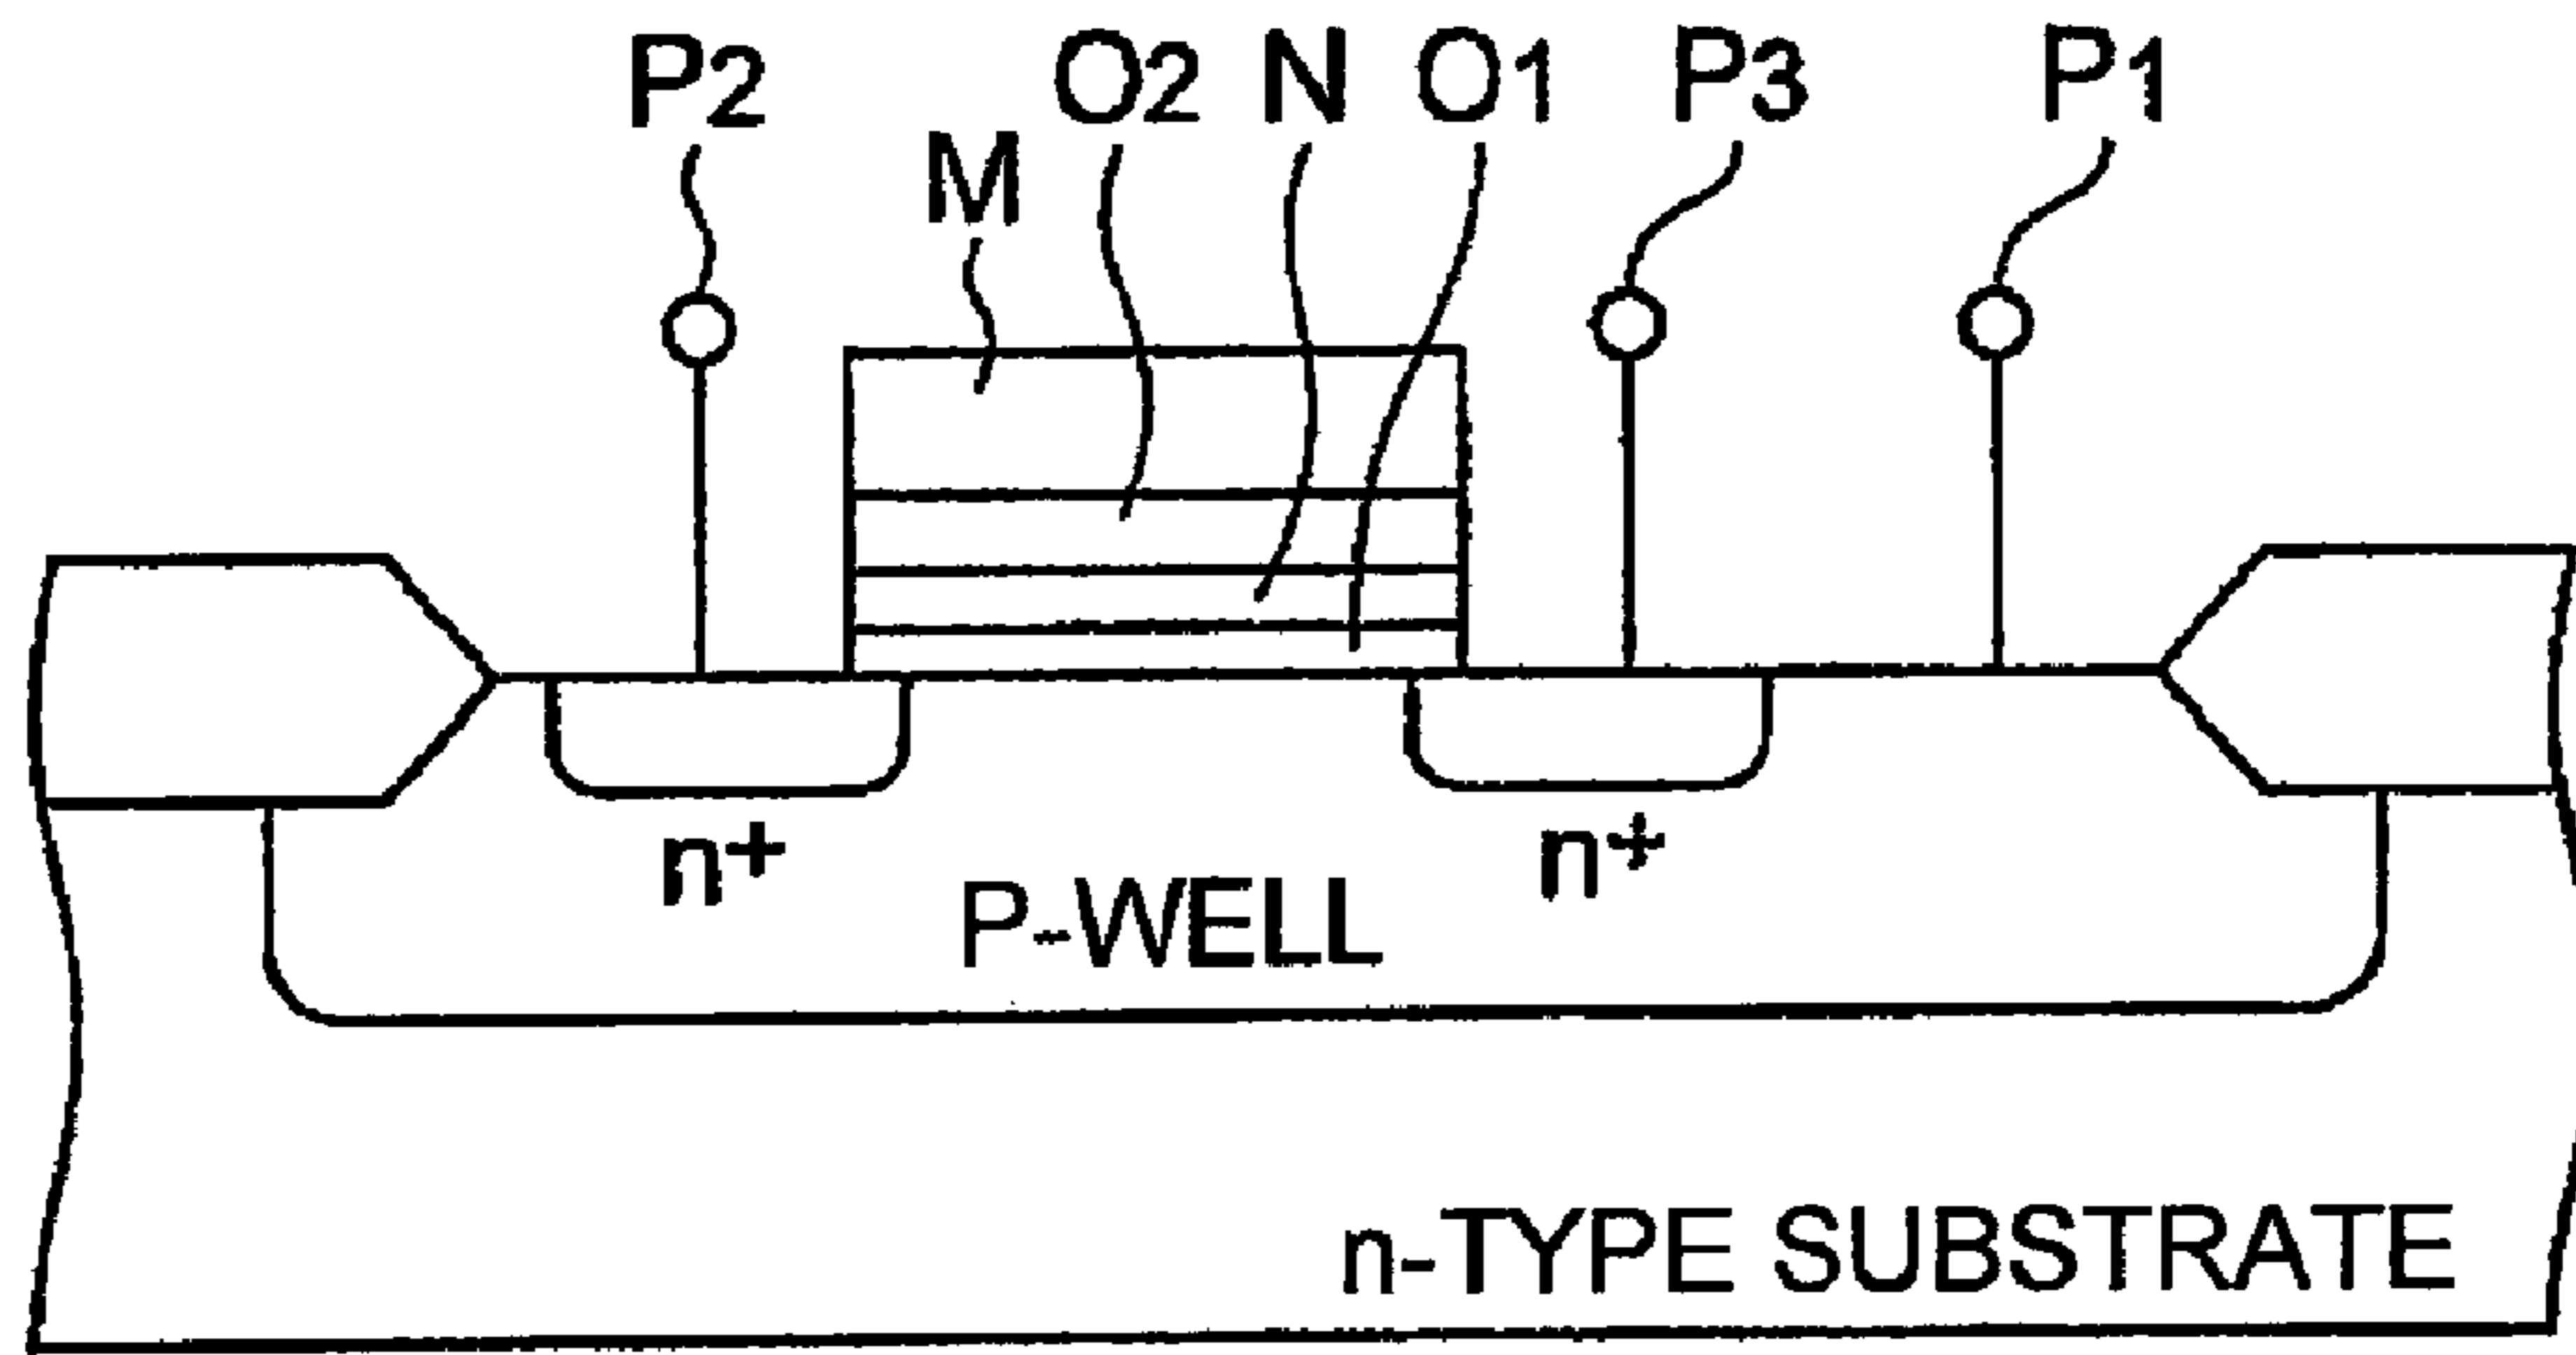 P2 O2 N O1 P3 P1
M
n+ n+
P-WELL
n-TYPE SUBSTRATE